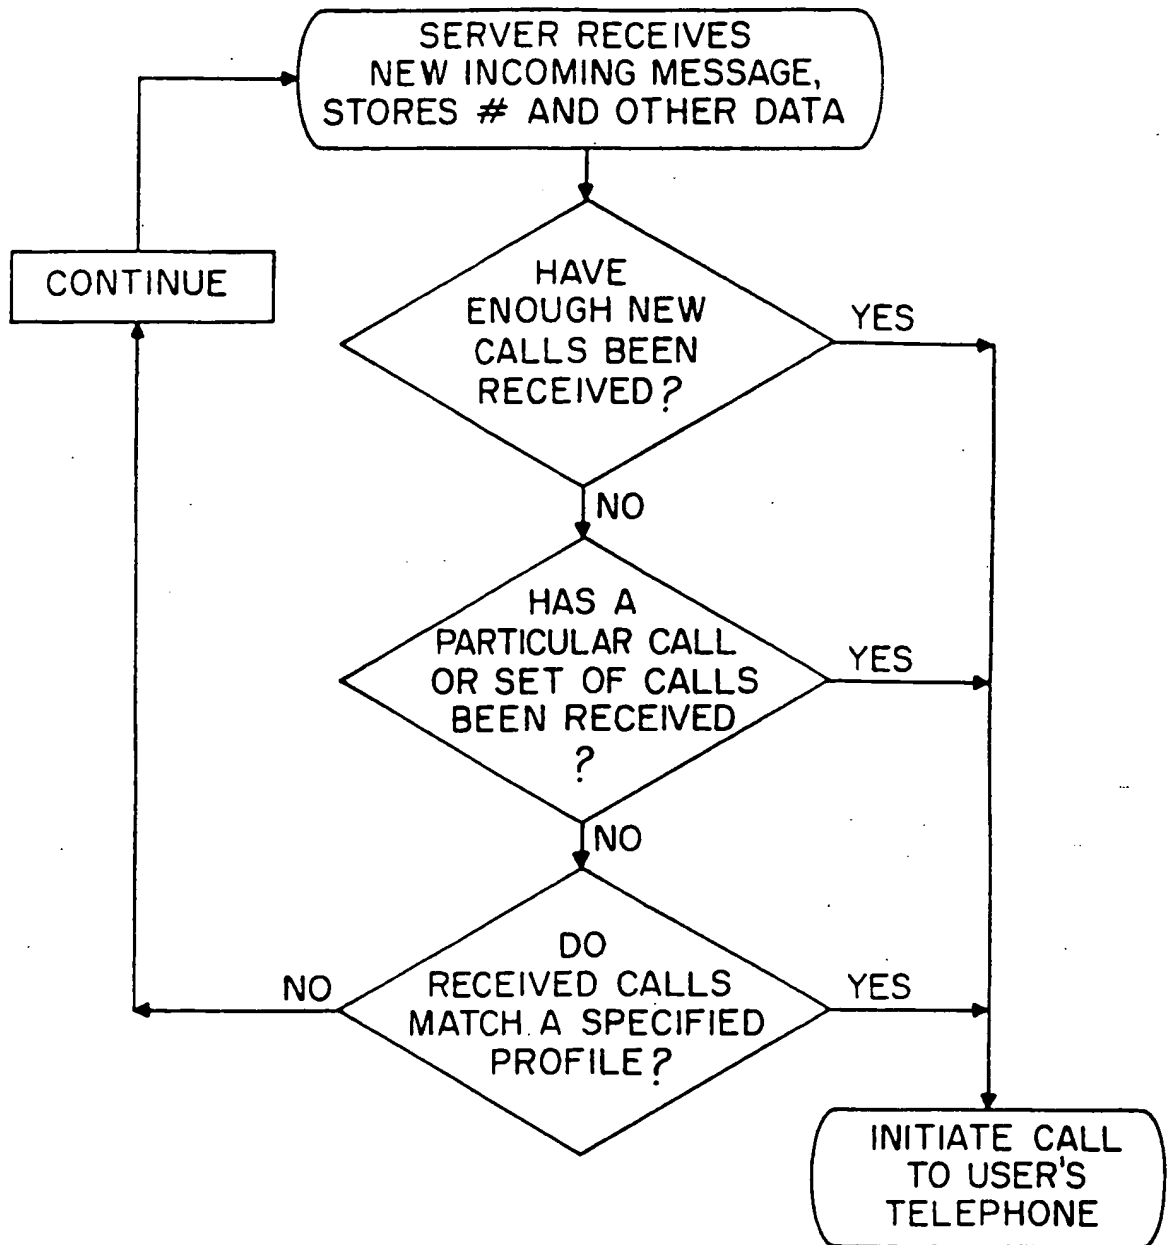 SERVER RECEIVES
NEW INCOMING MESSAGE,
STORES # AND OTHER DATA
CONTINUE
HAVE
ENOUGH NEW
CALLS BEEN
RECEIVED?
YES
NO
HAS A
PARTICULAR CALL
OR SET OF CALLS
BEEN RECEIVED
?
YES
NO
DO
RECEIVED CALLS
MATCH A SPECIFIED
PROFILE?
NO
YES
INITIATE CALL
TO USER'S
TELEPHONE